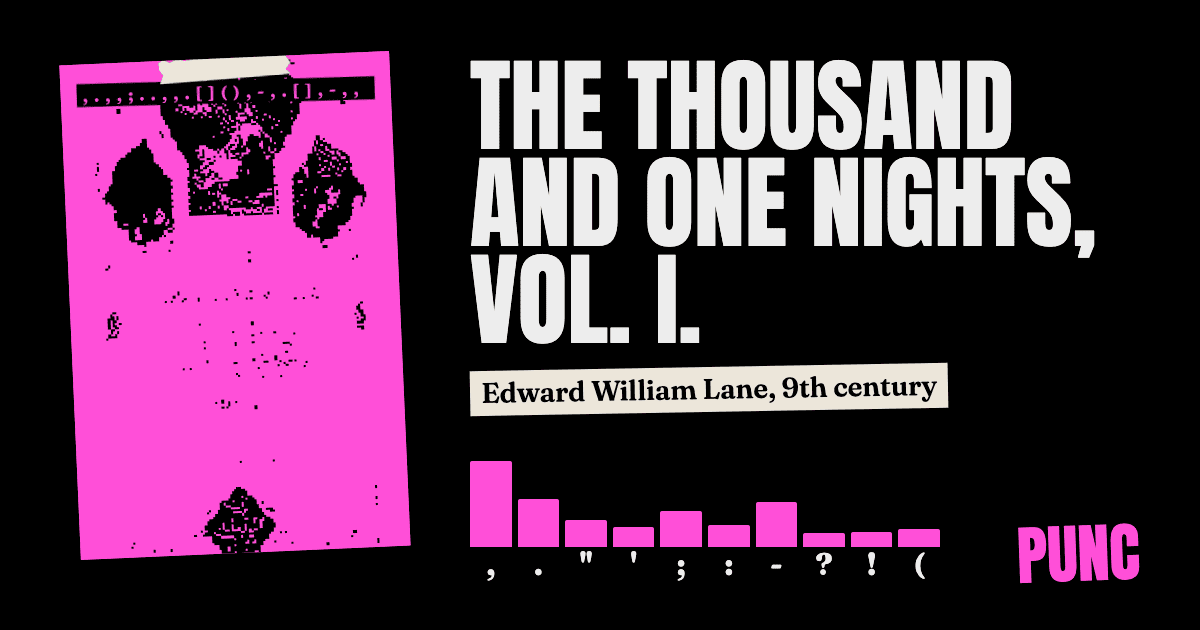 ,.,,;..,,.[](),-,.[],-,,
THE THOUSAND
AND ONE NIGHTS,
VOL. I.
Edward William Lane, 9th century
, . " ' ; : - ? ! (
PUNC